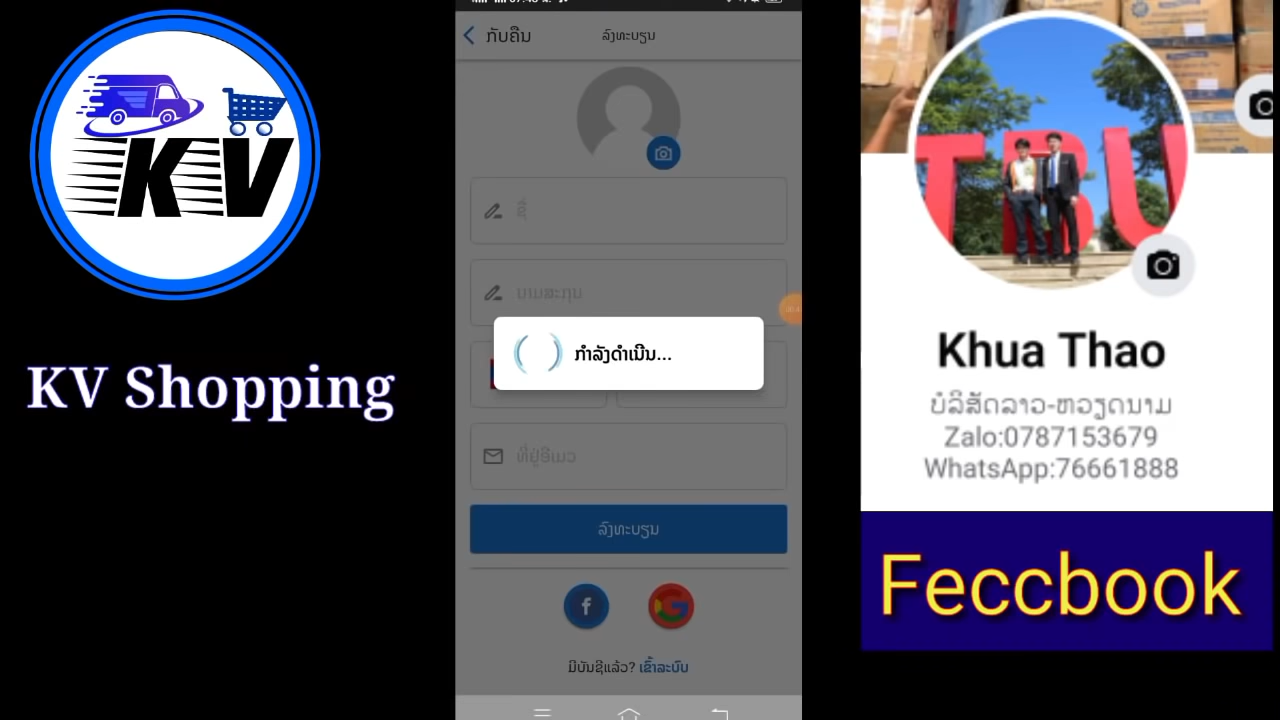 KV
KV Shopping
ກັບຄືນ
ລົງທະບຽນ
ຊື່
ນາມສະກຸນ
ກຳລັງດຳເນີນ...
ທີ່ຢູ່ອີເມວ
ລົງທະບຽນ
ມີບັນຊີແລ້ວ? ເຂົ້າລະບົບ
TBU
Khua Thao
ບໍລິສັດລາວ-ຫວຽດນາມ
Zalo:0787153679
WhatsApp:76661888
Feccbook